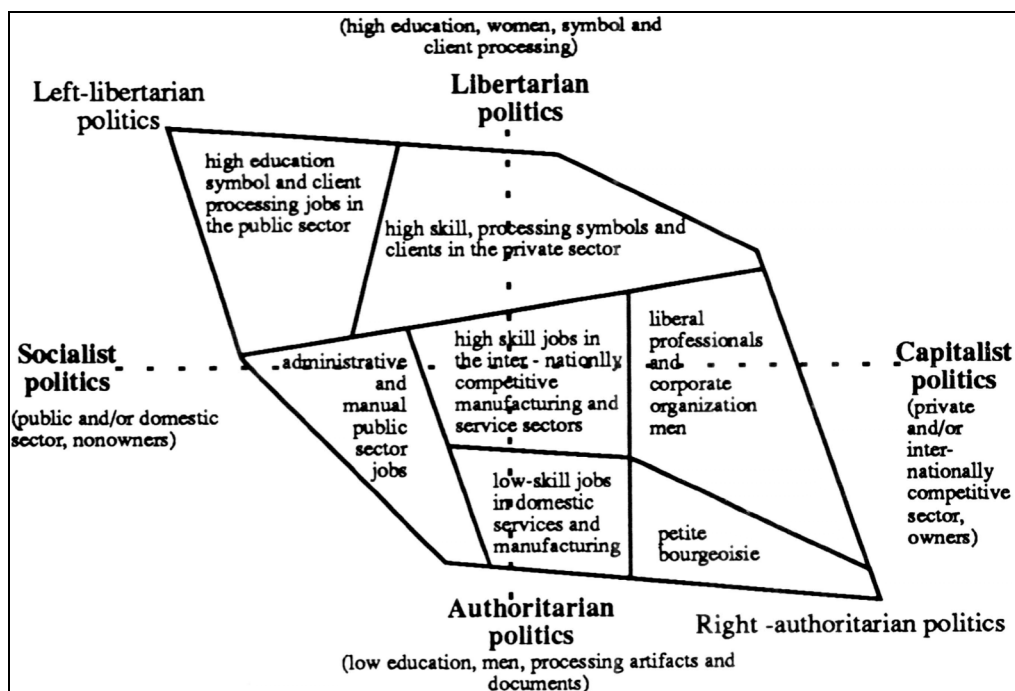 (high education, women, symbol and
client processing)
Libertarian
politics
Left-libertarian
politics
high education
symbol and client
processing jobs in
the public sector
high skill, processing symbols and
clients in the private sector
Socialist
politics
(public and/or domestic
sector, nonowners)
administrative
and
manual
public
sector
jobs
high skill jobs in
the inter - nationlly
competitive
manufacturing and
service sectors
liberal
professionals
and
corporate
organization
men
Capitalist
politics
(private
and/or
inter-
nationally
competitive
sector,
owners)
low-skill jobs
in domestic
services and
manufacturing
petite
bourgeoisie
Authoritarian
politics
(low education, men, processing artifacts and
documents)
Right -authoritarian politics